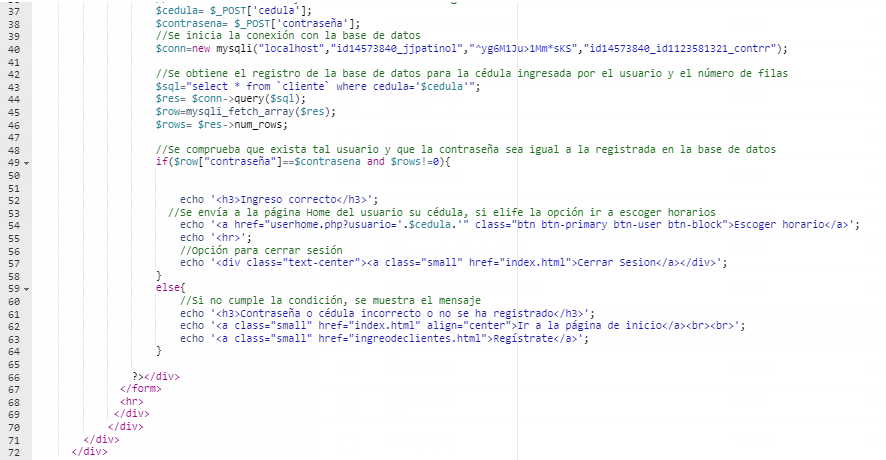 37 $cedula= $_POST['cedula'];
38 $contrasena= $_POST['contraseña'];
39 //Se inicia la conexión con la base de datos
40 $conn=new mysqli("localhost","id14573840_jjpatinol","^yg6M1Ju>1Mm*sKS","id14573840_id1123581321_contrr");
41
42 //Se obtiene el registro de la base de datos para la cédula ingresada por el usuario y el número de filas
43 $sql="select * from `cliente` where cedula='$cedula'";
44 $res= $conn->query($sql);
45 $row=mysqli_fetch_array($res);
46 $rows= $res->num_rows;
47
48 //Se comprueba que exista tal usuario y que la contraseña sea igual a la registrada en la base de datos
49 if($row["contraseña"]==$contrasena and $rows!=0){
50
51
52 echo '<h3>Ingreso correcto</h3>';
53 //Se envía a la página Home del usuario su cédula, si elife la opción ir a escoger horarios
54 echo '<a href="userhome.php?usuario='.$cedula.'" class="btn btn-primary btn-user btn-block">Escoger horario</a>';
55 echo '<hr>';
56 //Opción para cerrar sesión
57 echo '<div class="text-center"><a class="small" href="index.html">Cerrar Sesion</a></div>';
58 }
59 else{
60 //Si no cumple la condición, se muestra el mensaje
61 echo '<h3>Contraseña o cédula incorrecto o no se ha registrado</h3>';
62 echo '<a class="small" href="index.html" align="center">Ir a la página de inicio</a><br><br>';
63 echo '<a class="small" href="ingreodeclientes.html">Regístrate</a>';
64 }
65
66 ?></div>
67 </form>
68 <hr>
69 </div>
70 </div>
71 </div>
72 </div>